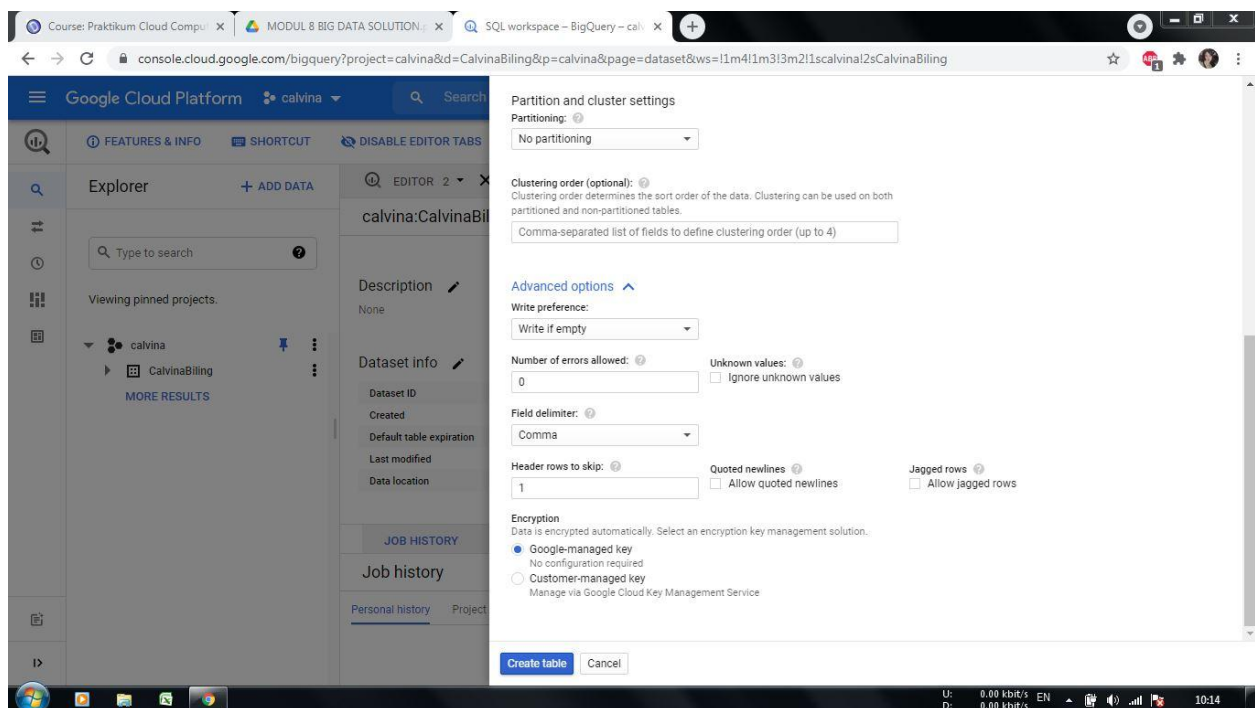 Course: Praktikum Cloud Comput
MODUL 8 BIG DATA SOLUTION.
SQL workspace – BigQuery – calv
console.cloud.google.com/bigquery?project=calvina&d=CalvinaBiling&p=calvina&page=dataset&ws=!1m4!1m3!3m2!1scalvina!2sCalvinaBiling
Google Cloud Platform
calvina
Search
FEATURES & INFO
SHORTCUT
DISABLE EDITOR TABS
Explorer
+ ADD DATA
Type to search
Viewing pinned projects.
calvina
CalvinaBiling
MORE RESULTS
EDITOR 2
calvina:CalvinaBil
Description
None
Dataset info
Dataset ID
Created
Default table expiration
Last modified
Data location
JOB HISTORY
Job history
Personal history Project
Partition and cluster settings
Partitioning:
No partitioning
Clustering order (optional):
Clustering order determines the sort order of the data. Clustering can be used on both
partitioned and non-partitioned tables.
Comma-separated list of fields to define clustering order (up to 4)
Advanced options
Write preference:
Write if empty
Number of errors allowed:
0
Unknown values:
Ignore unknown values
Field delimiter:
Comma
Header rows to skip:
1
Quoted newlines
Allow quoted newlines
Jagged rows
Allow jagged rows
Encryption
Data is encrypted automatically. Select an encryption key management solution.
Google-managed key
No configuration required
Customer-managed key
Manage via Google Cloud Key Management Service
Create table
Cancel
U: 0.00 kbit/s
D: 0.00 kbit/s
EN
10:14